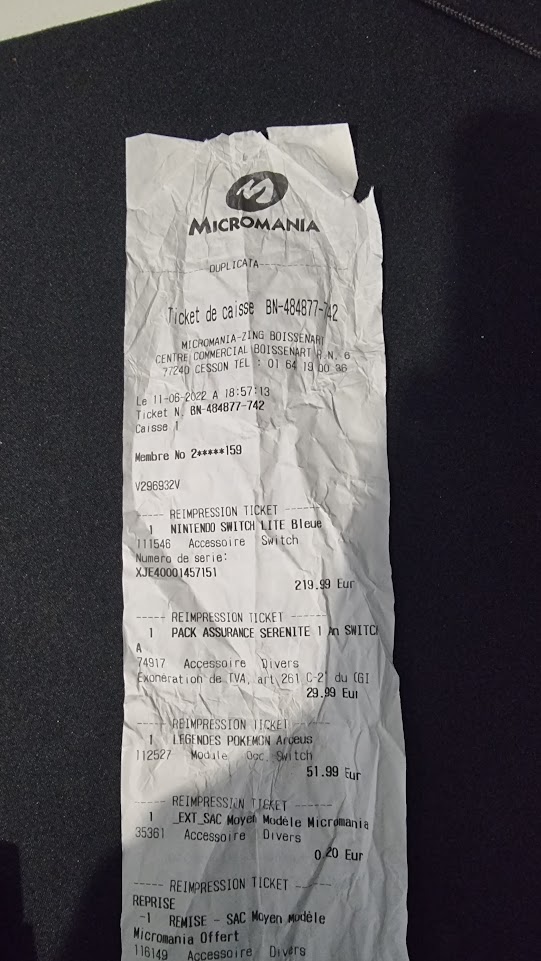 MICROMANIA
DUPLICATA
Ticket de caisse BN-484877-742
MICROMANIA-ZING BOISSENART
CENTRE COMMERCIAL BOISSENART R.N. 6
77240 CESSON TEL : 01 64 19 00 36
Le 11-06-2022 A 18:57:13
Ticket N. BN-484877-742
Caisse 1
Membre No 2*****159
V296932V
----- REIMPRESSION TICKET ------
1 NINTENDO SWITCH LITE Bleue
111546 Accessoire Switch
Numero de serie:
XJE40001457151
219.99 Eur
----- REIMPRESSION TICKET ------
1 PACK ASSURANCE SERENITE 1 An SWITCH
A
74917 Accessoire Divers
Exonération de TVA, art 261 C-2° du CGI
29.99 Eur
----- REIMPRESSION TICKET ------
1 LEGENDES POKEMON Arceus
112527 Module Occ. Switch
51.99 Eur
----- REIMPRESSION TICKET ------
1 _EXT_SAC Moyen Modèle Micromania
35361 Accessoire Divers
0.20 Eur
----- REIMPRESSION TICKET ------
REPRISE
-1 REMISE - SAC Moyen Modèle
Micromania Offert
116149 Accessoire Divers